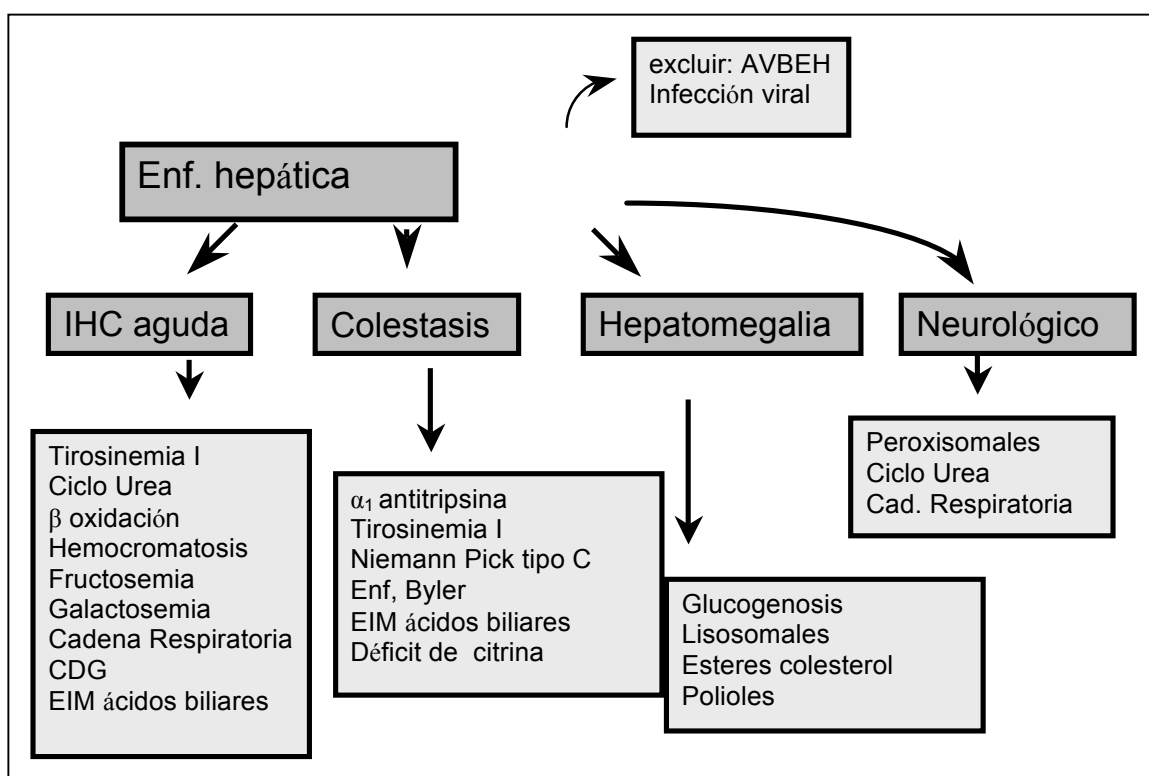 excluir: AVBEH
Infección viral
Enf. hepática
IHC aguda
Colestasis
Hepatomegalia
Neurológico
Tirosinemia I
Ciclo Urea
β oxidación
Hemocromatosis
Fructosemia
Galactosemia
Cadena Respiratoria
CDG
EIM ácidos biliares
α₁ antitripsina
Tirosinemia I
Niemann Pick tipo C
Enf, Byler
EIM ácidos biliares
Déficit de citrina
Glucogenosis
Lisosomales
Esteres colesterol
Polioles
Peroxisomales
Ciclo Urea
Cad. Respiratoria